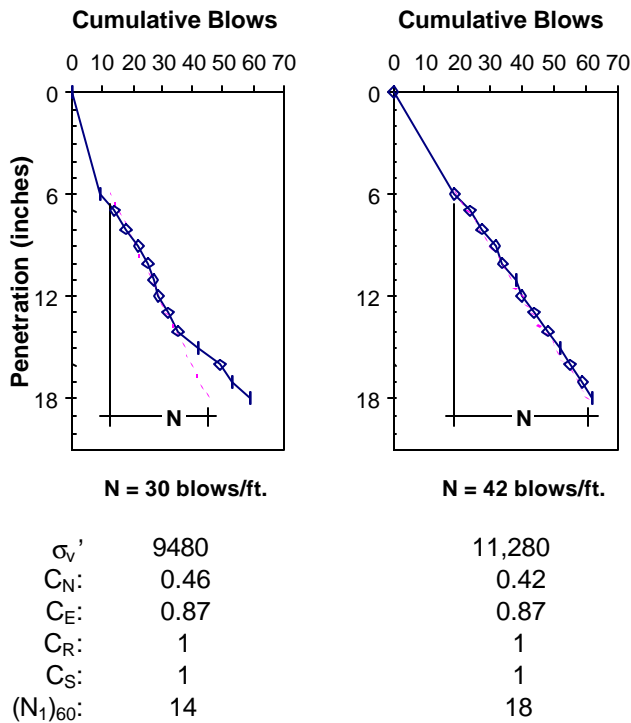 Cumulative Blows Cumulative Blows
0 10 20 30 40 50 60 70 0 10 20 30 40 50 60 70
0 0
Penetration (inches)
6 6
12 12
18 18
N N
N = 30 blows/ft. N = 42 blows/ft.
σv’ 9480 11,280
CN: 0.46 0.42
CE: 0.87 0.87
CR: 1 1
CS: 1 1
(N1)60: 14 18